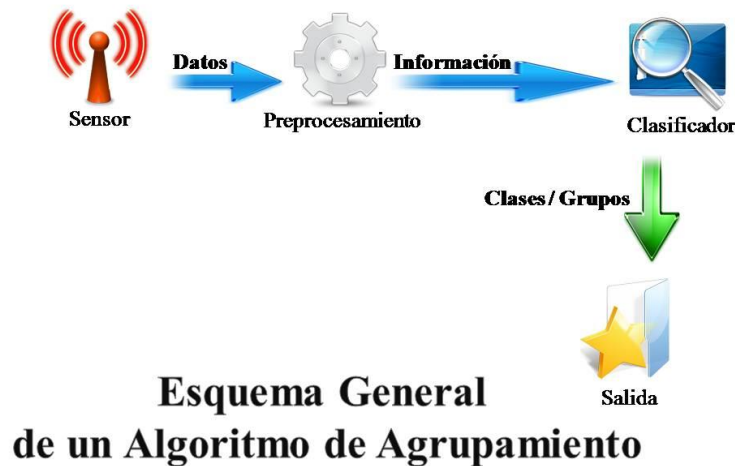 Datos
Información
Sensor
Preprocesamiento
Clasificador
Clases / Grupos
Salida
Esquema General
de un Algoritmo de Agrupamiento